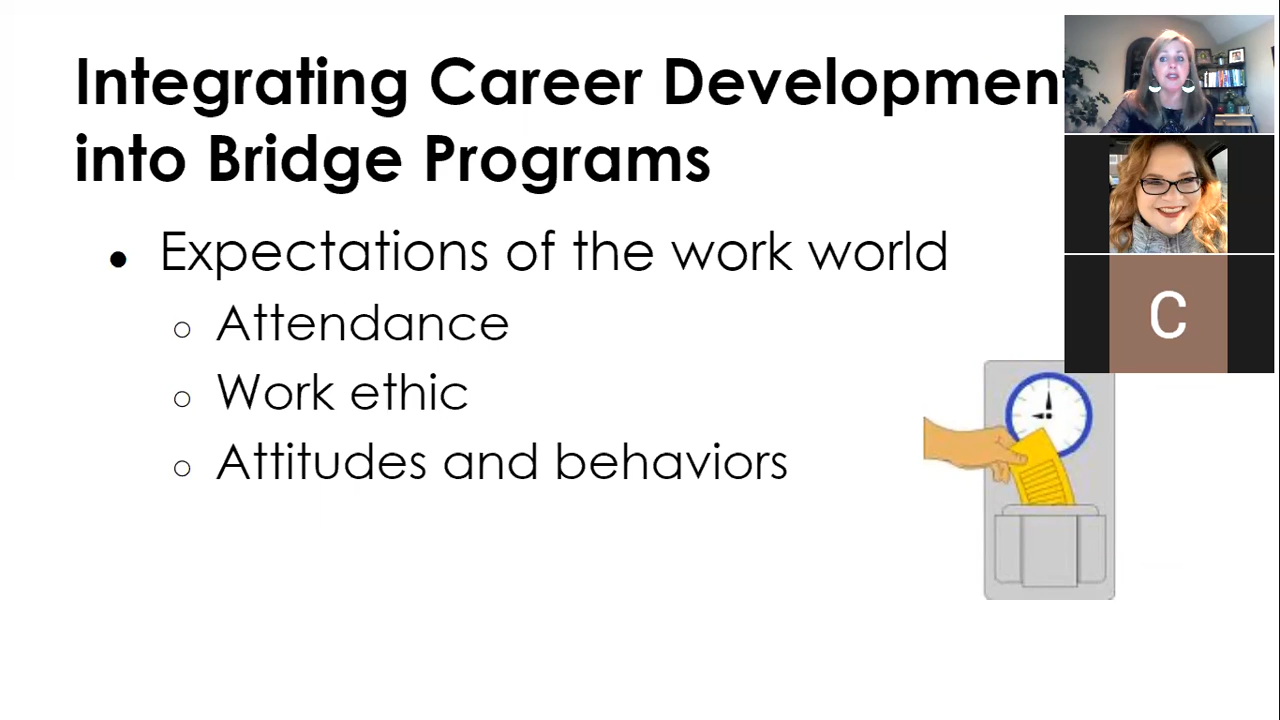 Integrating Career Development
into Bridge Programs
● Expectations of the work world
○ Attendance
○ Work ethic
○ Attitudes and behaviors
C